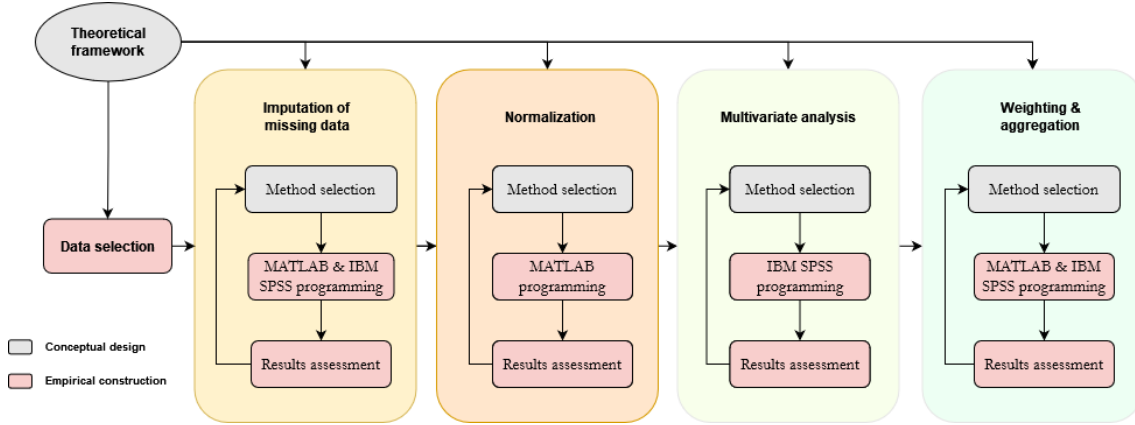 Theoretical
framework
Data selection
Imputation of
missing data
Method selection
MATLAB & IBM
SPSS programming
Results assessment
Normalization
Method selection
MATLAB
programming
Results assessment
Multivariate analysis
Method selection
IBM SPSS
programming
Results assessment
Weighting &
aggregation
Method selection
MATLAB & IBM
SPSS programming
Results assessment
Conceptual design
Empirical construction